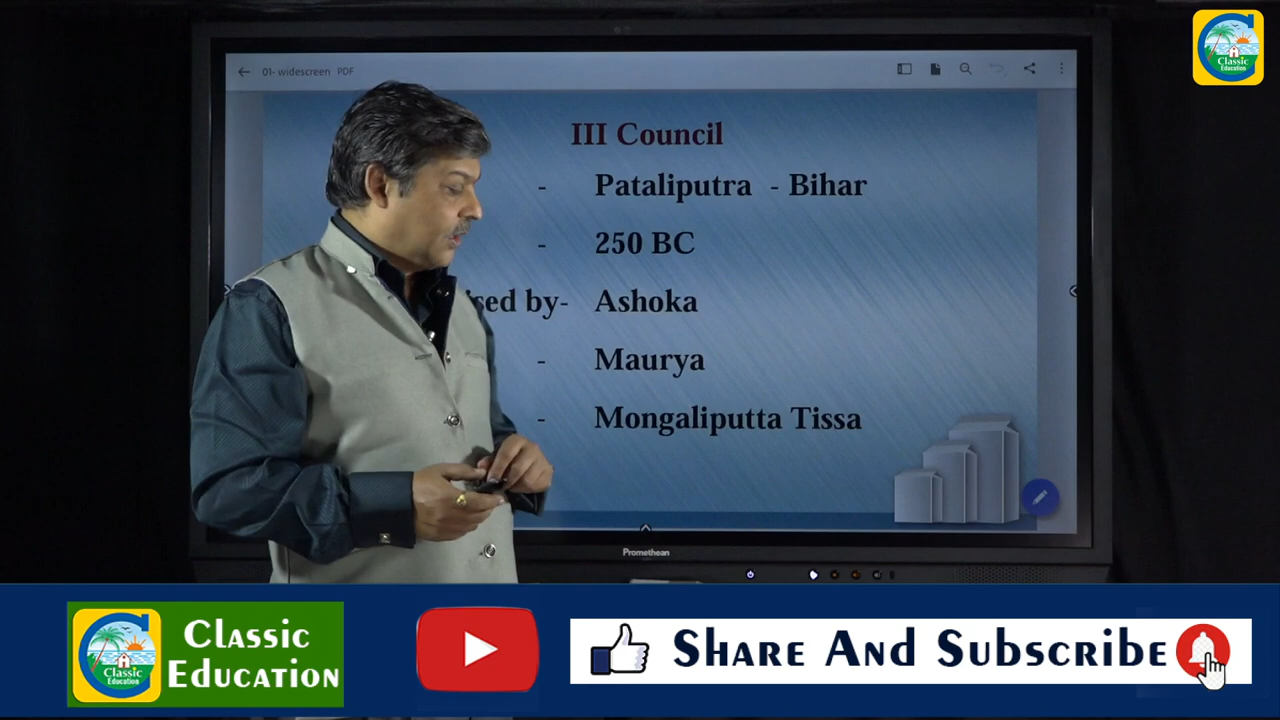 Classic
Education
01- widescreen PDF
III Council
- Pataliputra - Bihar
- 250 BC
by- Ashoka
- Maurya
- Mongaliputta Tissa
Promethean
Classic
Education
Classic
Education
Share And Subscribe